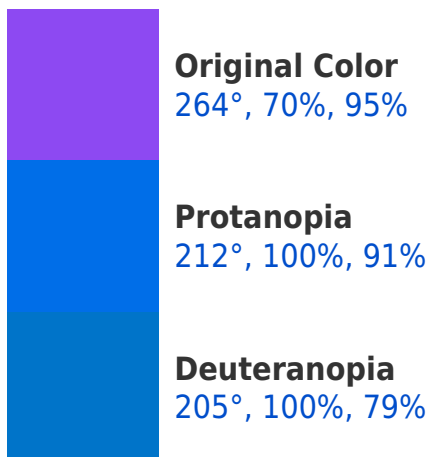 Original Color
264°, 70%, 95%
Protanopia
212°, 100%, 91%
Deuteranopia
205°, 100%, 79%